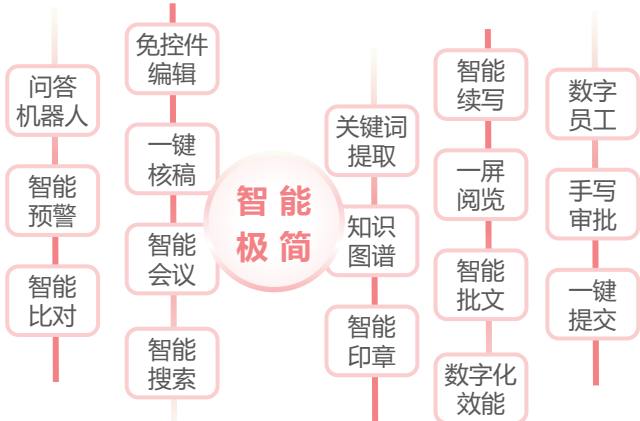 问答
机器人
智能
预警
智能
比对
免控件
编辑
一键
核稿
智能
会议
智能
搜索
智能
极简
关键词
提取
知识
图谱
智能
印章
智能
续写
一屏
阅览
智能
批文
数字化
效能
数字
员工
手写
审批
一键
提交